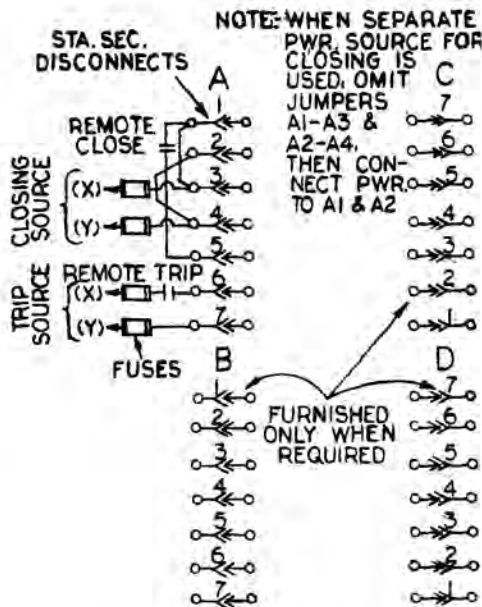 NOTE:-WHEN SEPARATE
PWR. SOURCE FOR
CLOSING IS
USED, OMIT
JUMPERS
A1-A3 &
A2-A4.
THEN CON-
NECT PWR.
TO A1 & A2
STA. SEC.
DISCONNECTS
A
1
2
3
4
5
6
7
REMOTE
CLOSE
CLOSING
SOURCE
(X)
(Y)
TRIP
SOURCE
REMOTE TRIP
(X)
(Y)
FUSES
C
7
6
5
4
3
2
1
B
1
2
3
4
5
6
7
FURNISHED
ONLY WHEN
REQUIRED
D
7
6
5
4
3
2
1